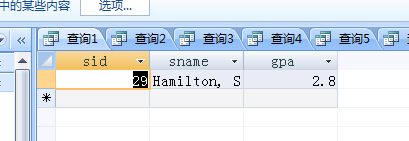 中的某些内容 选项...
查询1 查询2 查询3 查询4 查询5
sid sname gpa
29 Hamilton, S 2.8